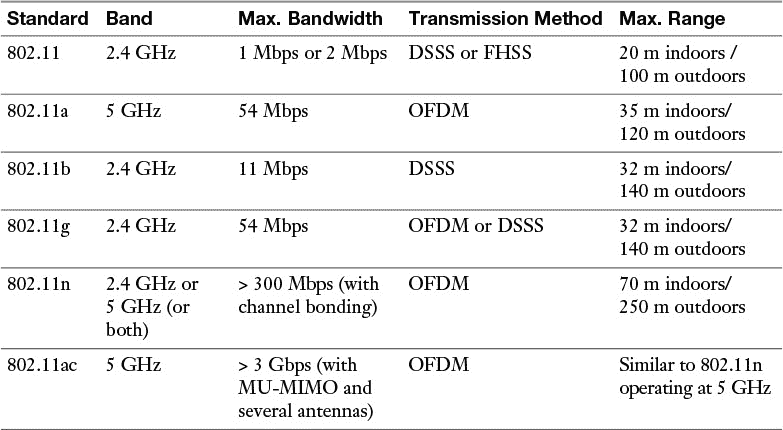 Standard Band Max. Bandwidth Transmission Method Max. Range
802.11 2.4 GHz 1 Mbps or 2 Mbps DSSS or FHSS 20 m indoors /
100 m outdoors
802.11a 5 GHz 54 Mbps OFDM 35 m indoors/
120 m outdoors
802.11b 2.4 GHz 11 Mbps DSSS 32 m indoors/
140 m outdoors
802.11g 2.4 GHz 54 Mbps OFDM or DSSS 32 m indoors/
140 m outdoors
802.11n 2.4 GHz or > 300 Mbps (with OFDM 70 m indoors/
5 GHz (or channel bonding) 250 m outdoors
both)
802.11ac 5 GHz > 3 Gbps (with OFDM Similar to 802.11n
MU-MIMO and operating at 5 GHz
several antennas)